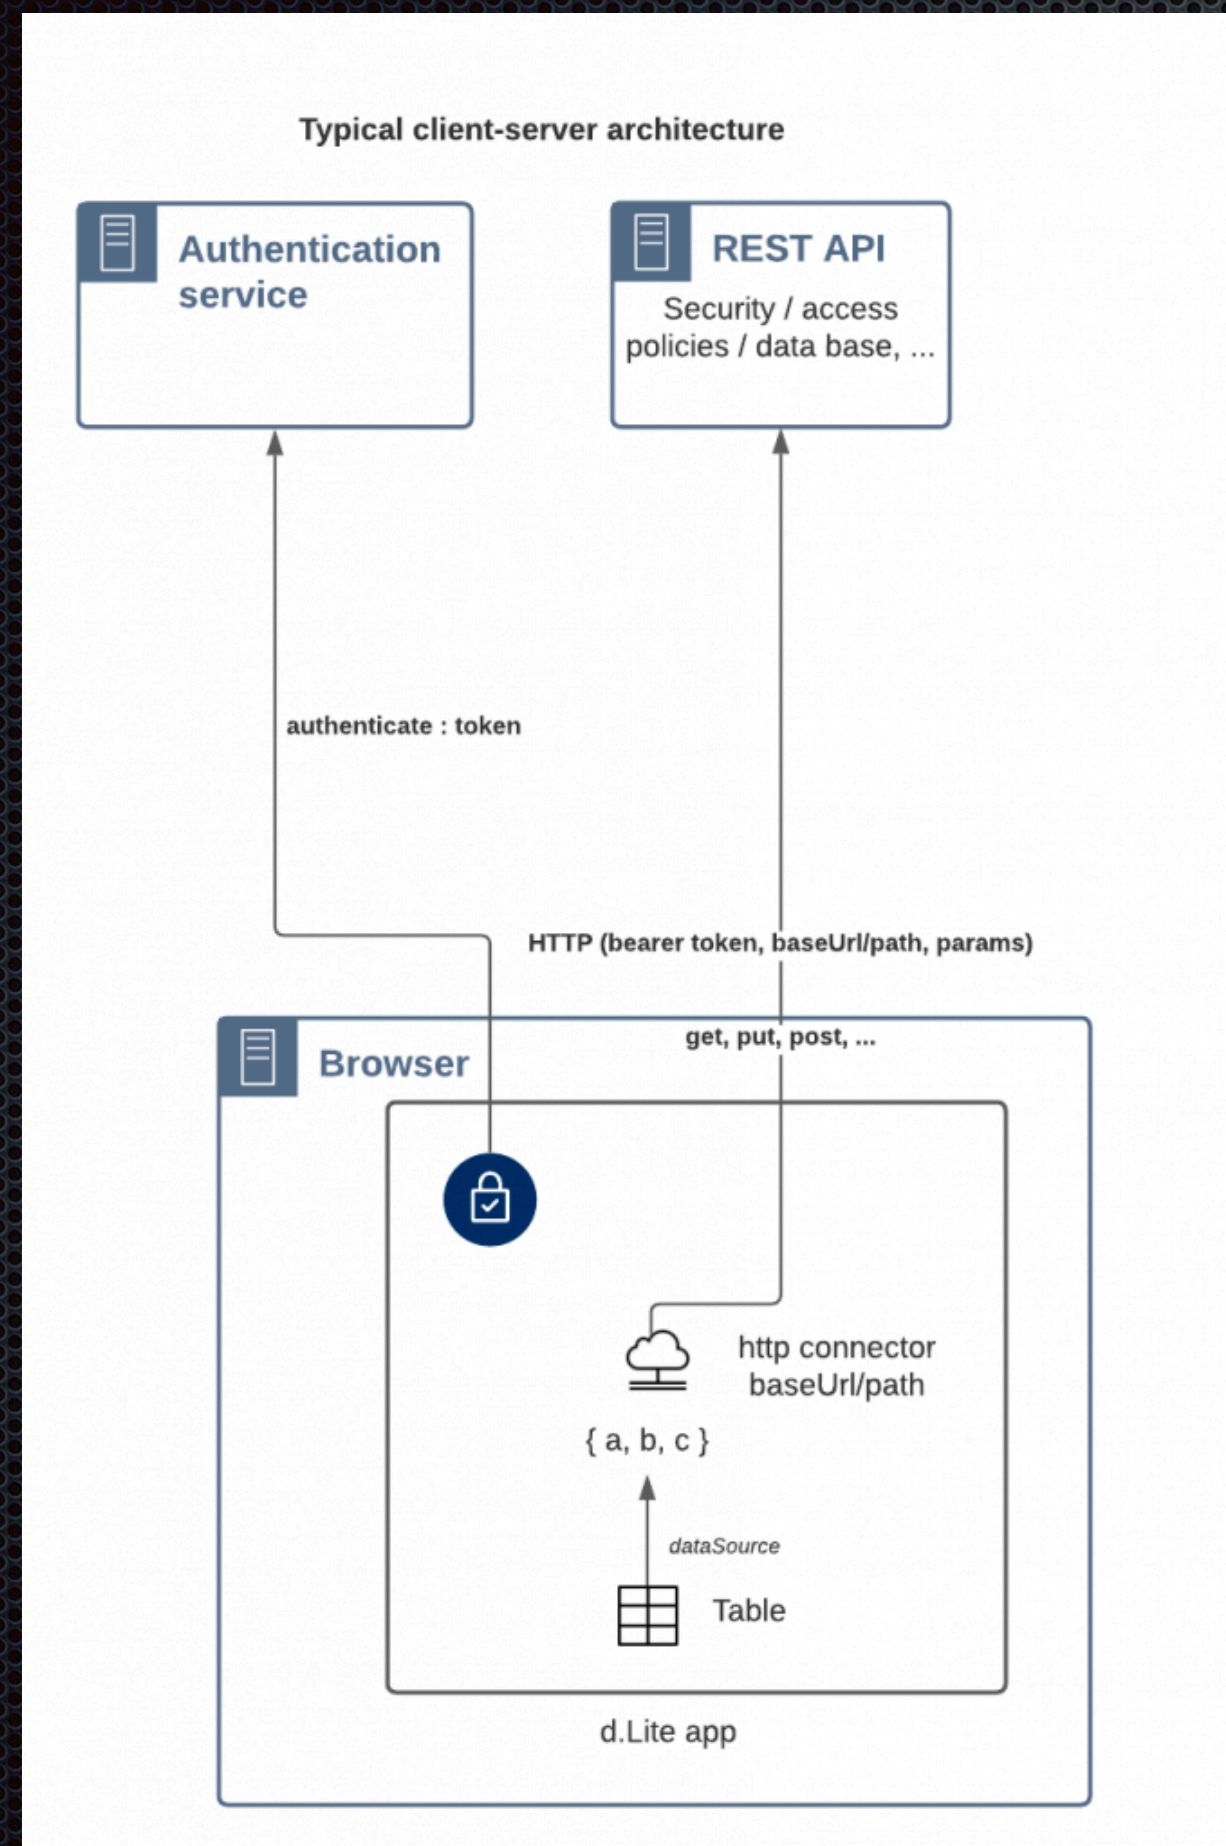 Typical client-server architecture
Authentication
service
REST API
Security / access
policies / data base, ...
authenticate : token
HTTP (bearer token, baseUrl/path, params)
get, put, post, ...
Browser
http connector
baseUrl/path
{ a, b, c }
dataSource
Table
d.Lite app